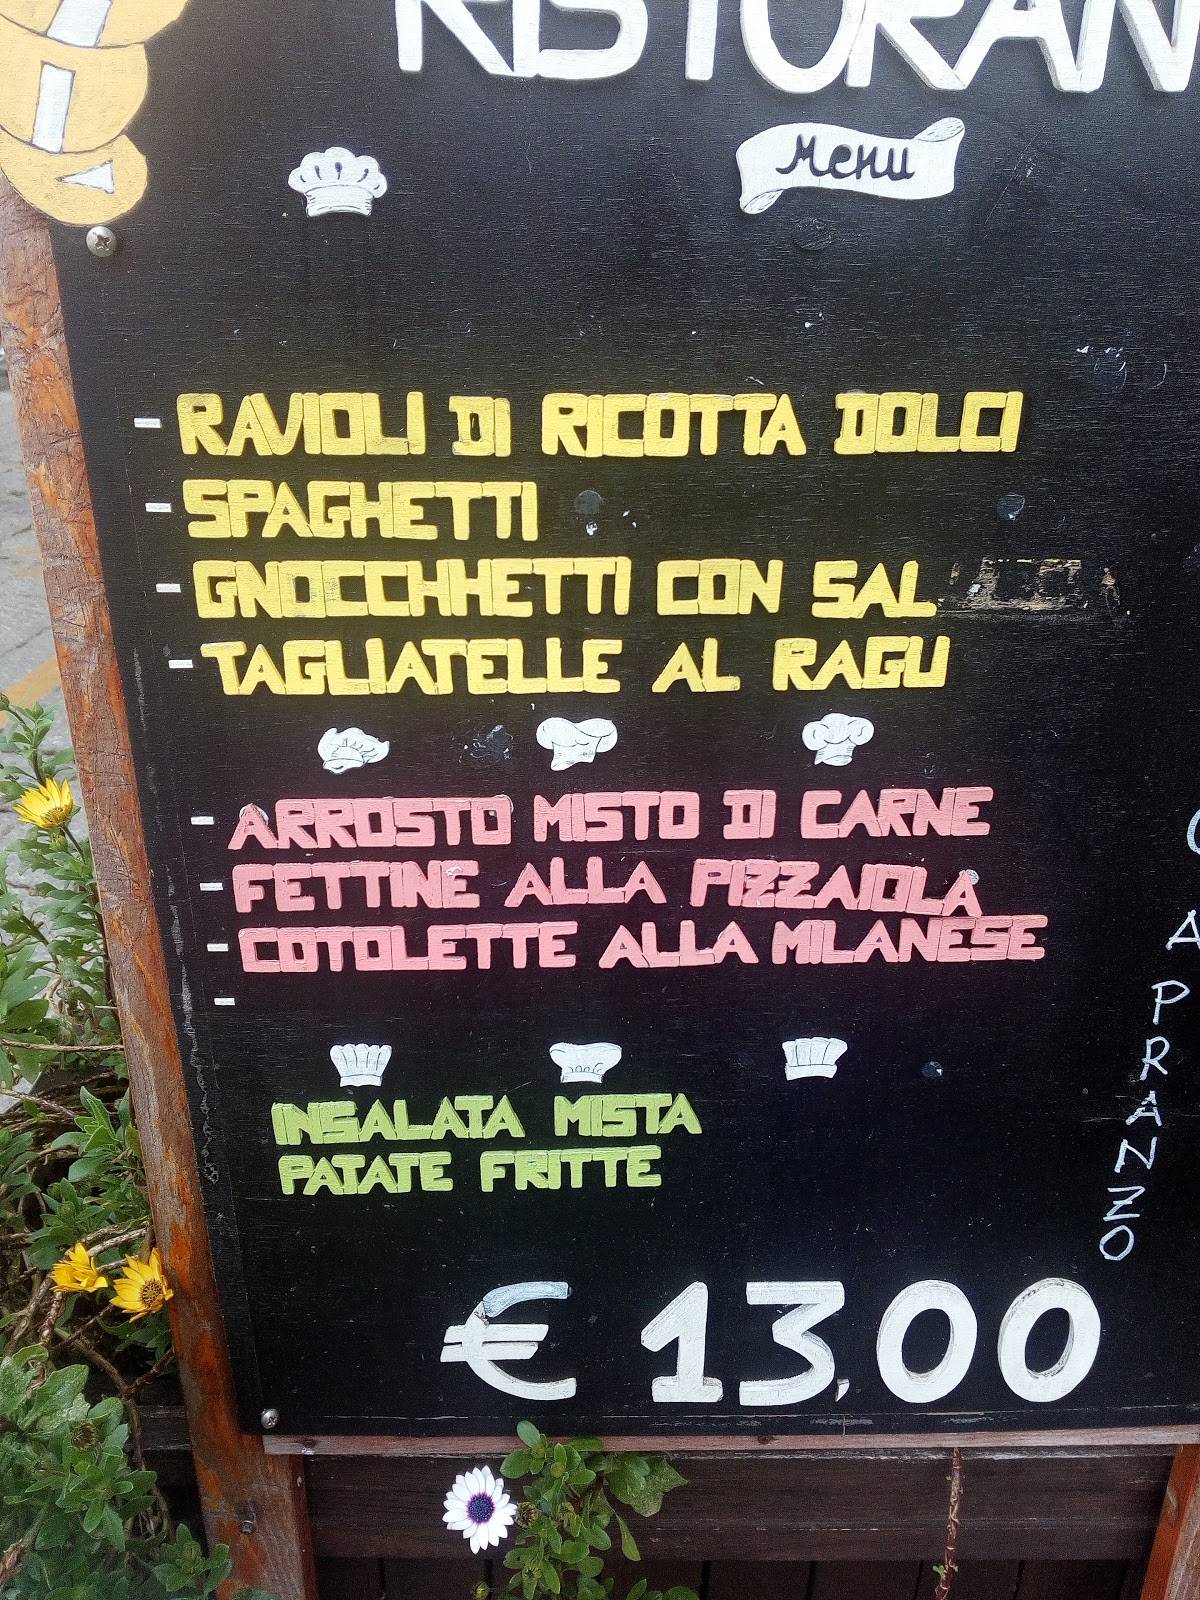 RISTORAN
Menu
- RAVIOLI DI RICOTTA DOLCI
- SPAGHETTI
- GNOCCHHETTI CON SAL
- TAGLIATELLE AL RAGU
- ARROSTO MISTO DI CARNE
- FETTINE ALLA PIZZAIOLA
- COTOLETTE ALLA MILANESE
-
INSALATA MISTA
PATATE FRITTE
A PRANZO
€ 13,00